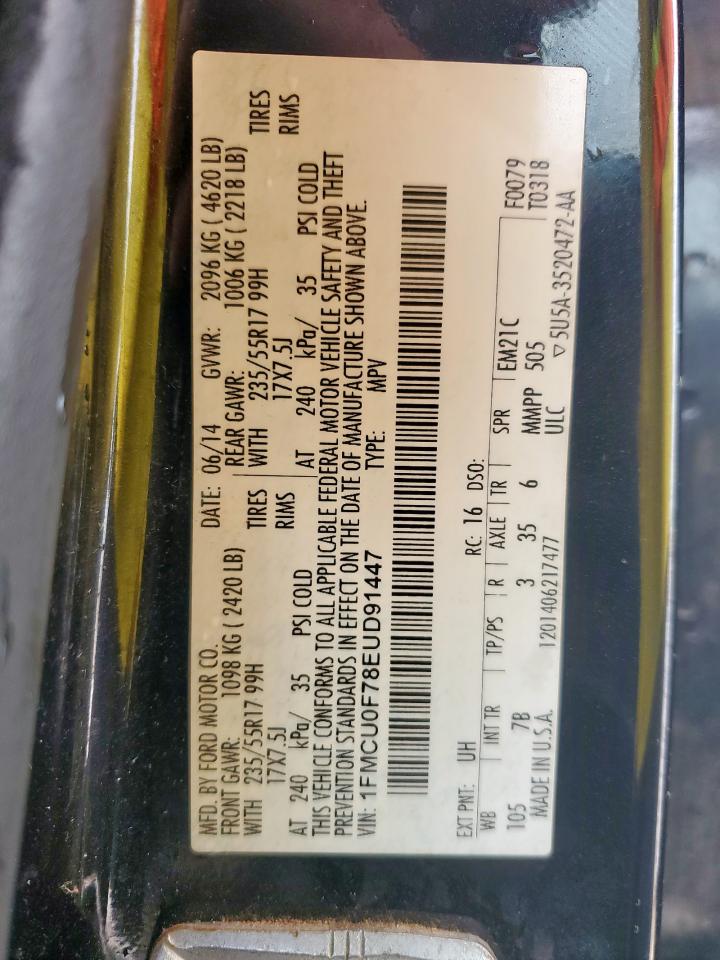 MFD. BY FORD MOTOR CO.
DATE: 06/14 GVWR: 2096 KG ( 4620 LB)
FRONT GAWR: 1098 KG ( 2420 LB) REAR GAWR: 1006 KG ( 2218 LB)
WITH 235/55R17 99H TIRES WITH 235/55R17 99H TIRES
17X7.5J RIMS 17X7.5J RIMS
AT 240 kPa/ 35 PSI COLD AT 240 kPa/ 35 PSI COLD
THIS VEHICLE CONFORMS TO ALL APPLICABLE FEDERAL MOTOR VEHICLE SAFETY AND THEFT
PREVENTION STANDARDS IN EFFECT ON THE DATE OF MANUFACTURE SHOWN ABOVE.
VIN: 1FMCU0F78EUD91447 TYPE: MPV
EXT PNT: UH RC: 16 DSO:
WB INT TR TP/PS R AXLE TR SPR EM21C F0079
105 7B 3 35 6 MMPP 505 T0318
MADE IN U.S.A. 1201406217477 ULC ▽5U5A-3520472-AA